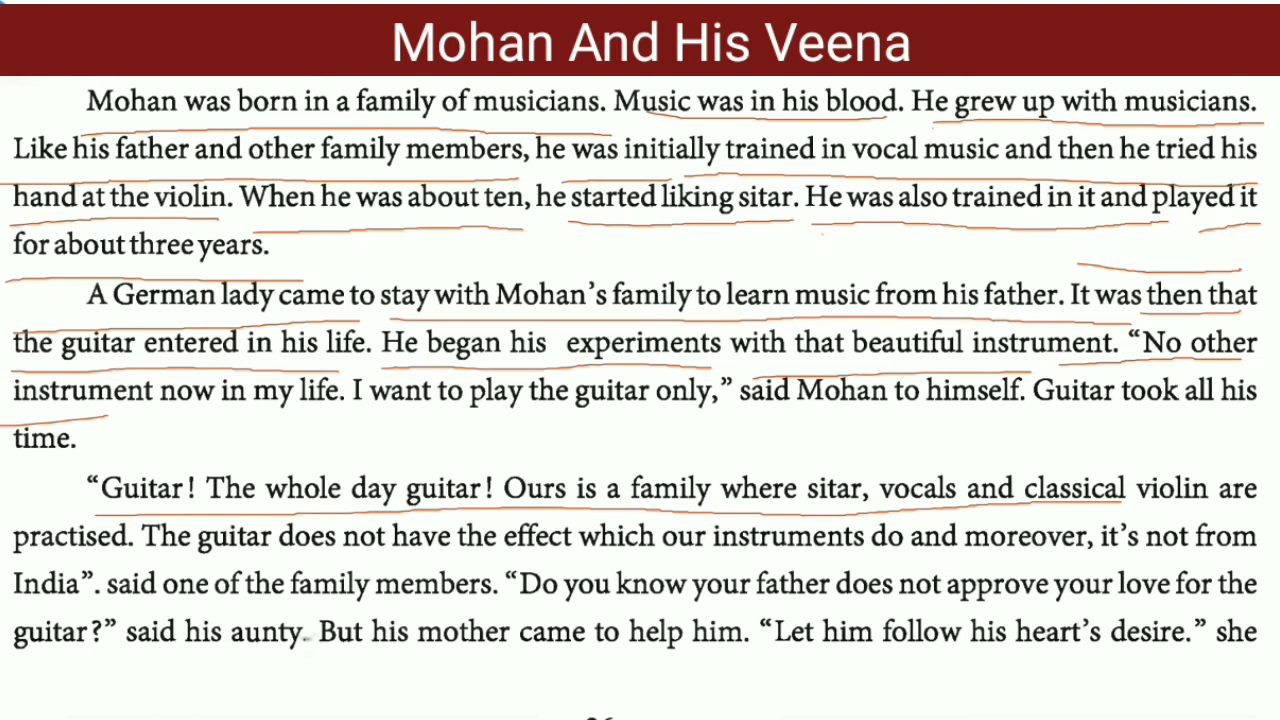 Mohan And His Veena
Mohan was born in a family of musicians. Music was in his blood. He grew up with musicians.
Like his father and other family members, he was initially trained in vocal music and then he tried his
hand at the violin. When he was about ten, he started liking sitar. He was also trained in it and played it
for about three years.
A German lady came to stay with Mohan’s family to learn music from his father. It was then that
the guitar entered in his life. He began his experiments with that beautiful instrument. “No other
instrument now in my life. I want to play the guitar only,” said Mohan to himself. Guitar took all his
time.
“Guitar! The whole day guitar! Ours is a family where sitar, vocals and classical violin are
practised. The guitar does not have the effect which our instruments do and moreover, it’s not from
India”. said one of the family members. “Do you know your father does not approve your love for the
guitar?” said his aunty. But his mother came to help him. “Let him follow his heart’s desire.” she